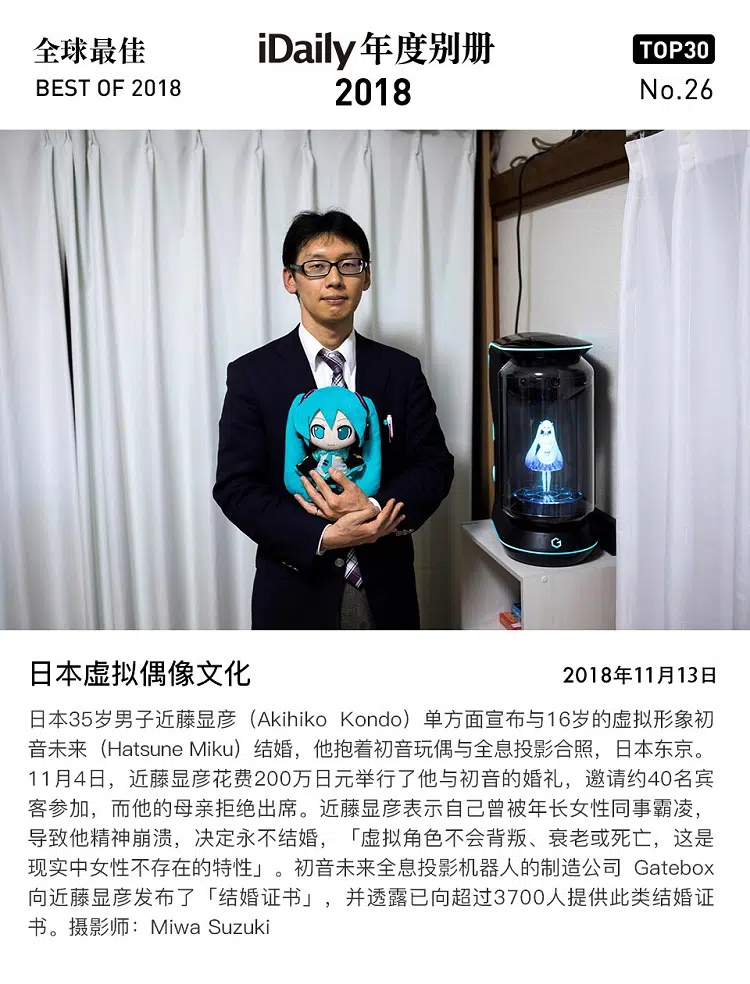 全球最佳
BEST OF 2018
iDaily年度别册
2018
TOP30
No.26
G
日本虚拟偶像文化
2018年11月13日
日本35岁男子近藤显彦（Akihiko Kondo）单方面宣布与16岁的虚拟形象初
音未来（Hatsune Miku）结婚，他抱着初音玩偶与全息投影合照，日本东京。
11月4日，近藤显彦花费200万日元举行了他与初音的婚礼，邀请约40名宾
客参加，而他的母亲拒绝出席。近藤显彦表示自己曾被年长女性同事霸凌，
导致他精神崩溃，决定永不结婚，「虚拟角色不会背叛、衰老或死亡，这是
现实中女性不存在的特性」。初音未来全息投影机器人的制造公司 Gatebox
向近藤显彦发布了「结婚证书」，并透露已向超过3700人提供此类结婚证
书。摄影师：Miwa Suzuki